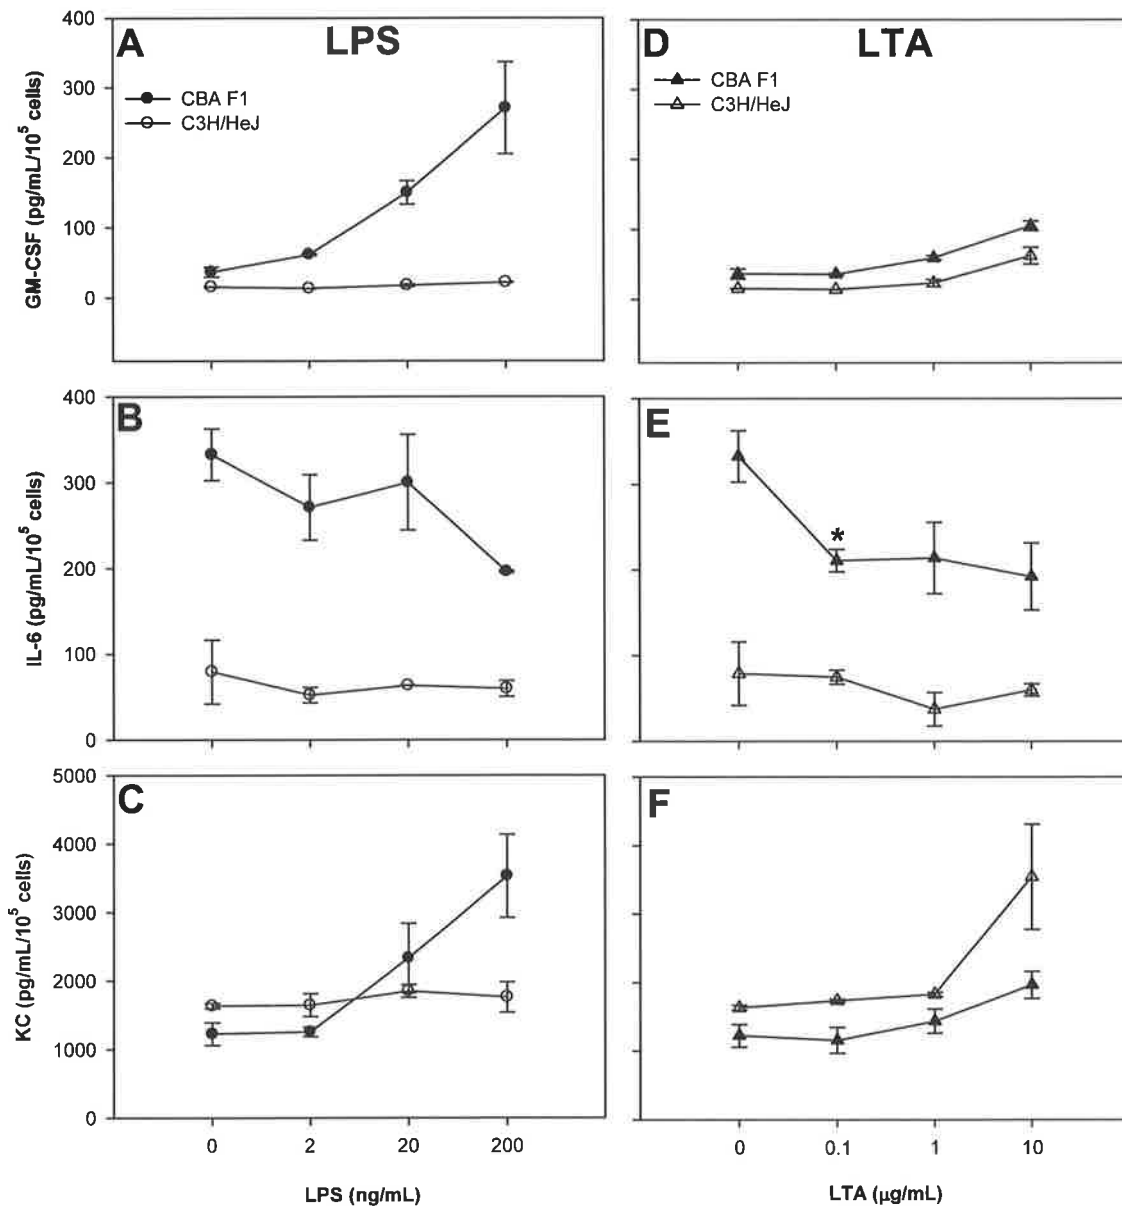 A
LPS
CBA F1
C3H/HeJ
GM-CSF (pg/mL/10⁵ cells)
400
300
200
100
0
D
LTA
CBA F1
C3H/HeJ
B
IL-6 (pg/mL/10⁵ cells)
400
300
200
100
0
E
*
C
KC (pg/mL/10⁵ cells)
5000
4000
3000
2000
1000
0
0 2 20 200
LPS (ng/mL)
F
0 0.1 1 10
LTA (µg/mL)